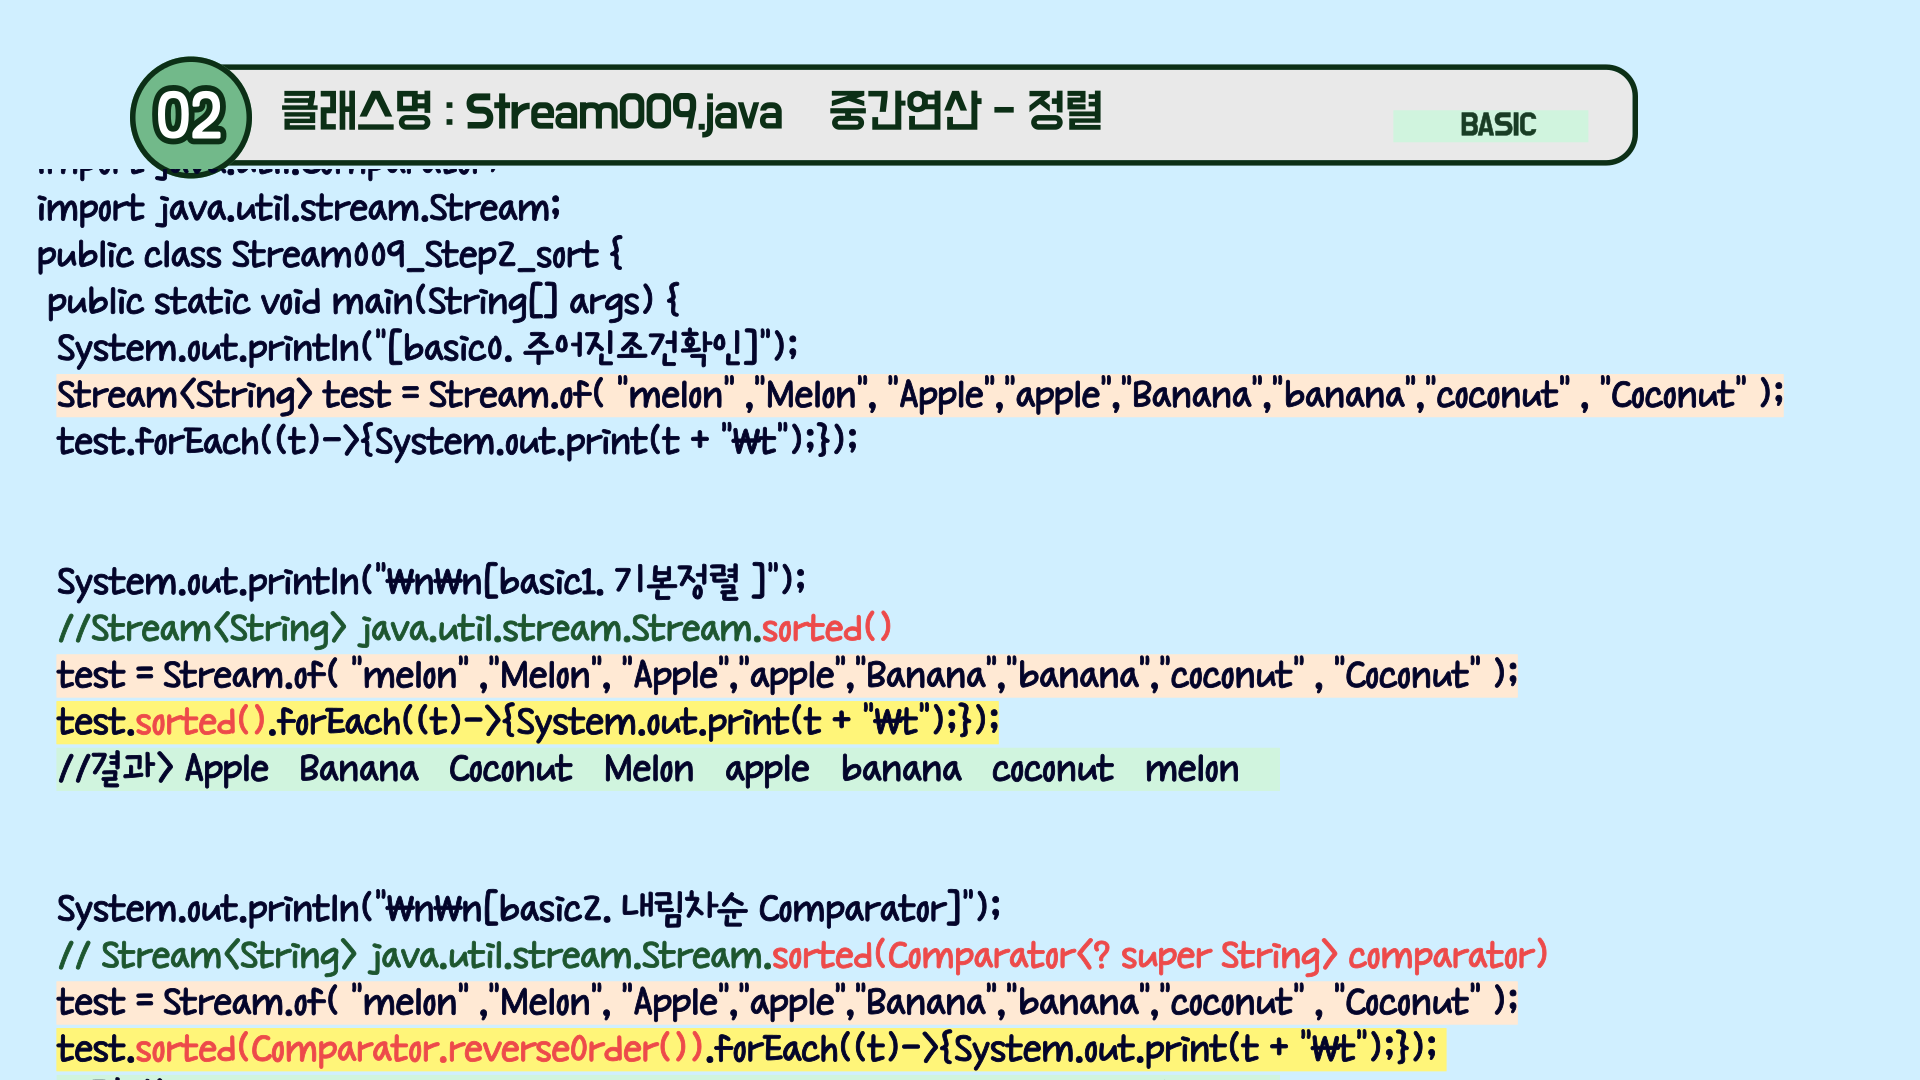 02
클래스명 : Stream009.java 중간연산 - 정렬
BASIC
import java.util.Comparator;
import java.util.stream.Stream;
public class Stream009_Step2_sort {
public static void main(String[] args) {
System.out.println("[basic0. 주어진조건확인]");
Stream<String> test = Stream.of( "melon" ,"Melon", "Apple","apple","Banana","banana","coconut" , "Coconut" );
test.forEach((t)->{System.out.print(t + "₩t");});
System.out.println("₩n₩n[basic1. 기본정렬 ]");
//Stream<String> java.util.stream.Stream.sorted()
test = Stream.of( "melon" ,"Melon", "Apple","apple","Banana","banana","coconut" , "Coconut" );
test.sorted().forEach((t)->{System.out.print(t + "₩t");});
//결과> Apple Banana Coconut Melon apple banana coconut melon
System.out.println("₩n₩n[basic2. 내림차순 Comparator]");
// Stream<String> java.util.stream.Stream.sorted(Comparator<? super String> comparator)
test = Stream.of( "melon" ,"Melon", "Apple","apple","Banana","banana","coconut" , "Coconut" );
test.sorted(Comparator.reverseOrder()).forEach((t)->{System.out.print(t + "₩t");});